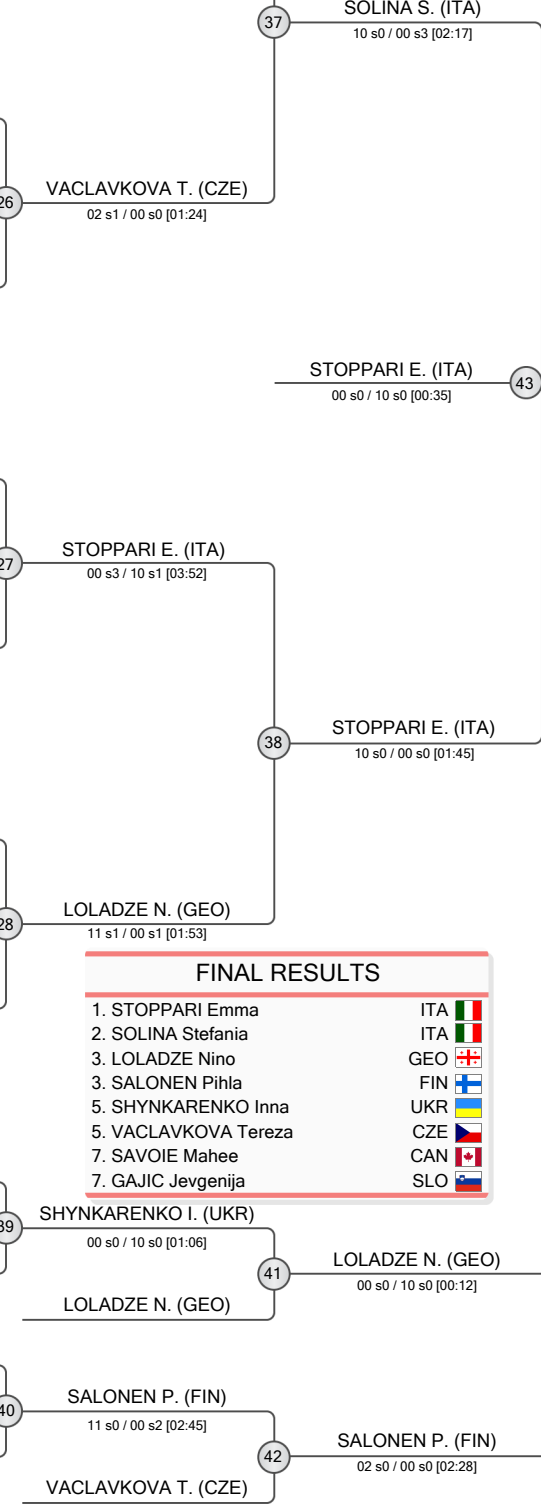 SOLINA S. (ITA)
37
10 s0 / 00 s3 [02:17]
VACLAVKOVA T. (CZE)
26
02 s1 / 00 s0 [01:24]
STOPPARI E. (ITA)
43
00 s0 / 10 s0 [00:35]
STOPPARI E. (ITA)
27
00 s3 / 10 s1 [03:52]
STOPPARI E. (ITA)
38
10 s0 / 00 s0 [01:45]
LOLADZE N. (GEO)
28
11 s1 / 00 s1 [01:53]
FINAL RESULTS
1. STOPPARI Emma ITA
2. SOLINA Stefania ITA
3. LOLADZE Nino GEO
3. SALONEN Pihla FIN
5. SHYNKARENKO Inna UKR
5. VACLAVKOVA Tereza CZE
7. SAVOIE Mahee CAN
7. GAJIC Jevgenija SLO
SHYNKARENKO I. (UKR)
39
00 s0 / 10 s0 [01:06]
LOLADZE N. (GEO)
41
00 s0 / 10 s0 [00:12]
LOLADZE N. (GEO)
SALONEN P. (FIN)
40
11 s0 / 00 s2 [02:45]
SALONEN P. (FIN)
42
02 s0 / 00 s0 [02:28]
VACLAVKOVA T. (CZE)